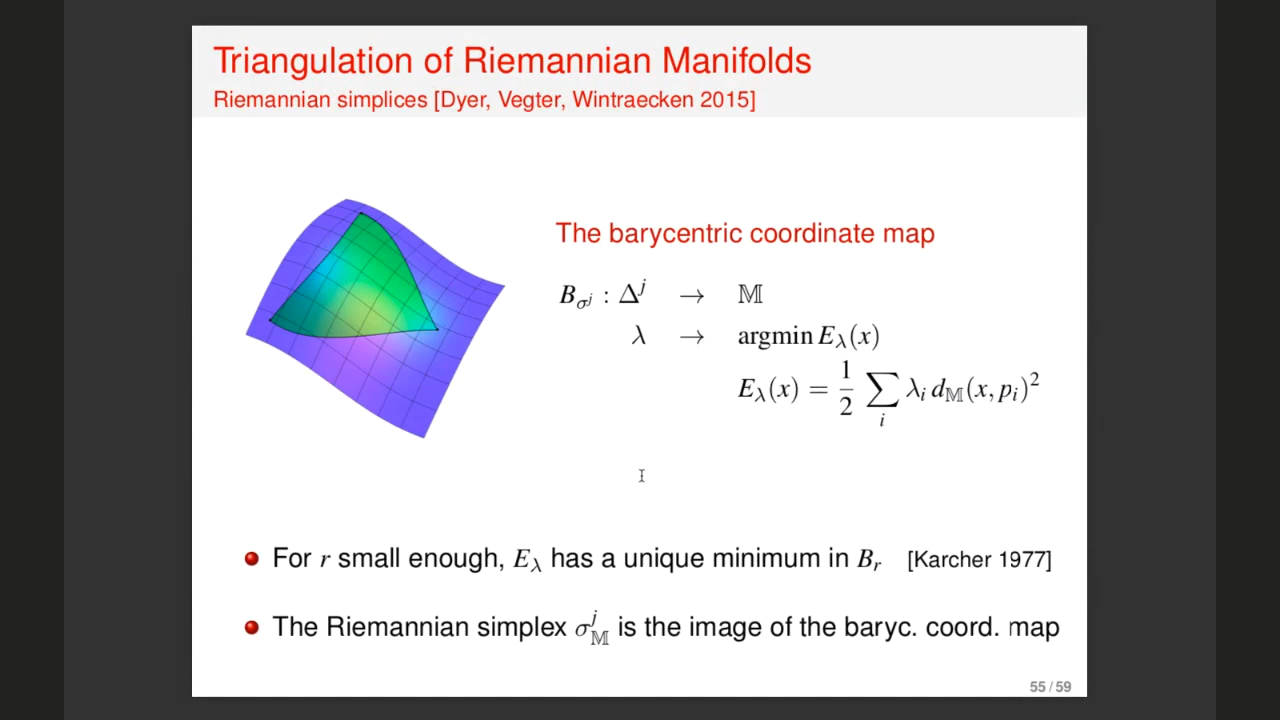 Triangulation of Riemannian Manifolds
Riemannian simplices [Dyer, Vegter, Wintraecken 2015]
The barycentric coordinate map
B_{σ^j} : Δ^j → 𝕄
λ → argmin E_λ(x)
E_λ(x) = \frac{1}{2} ∑_i λ_i d_𝕄(x, p_i)^2
For r small enough, E_λ has a unique minimum in B_r [Karcher 1977]
The Riemannian simplex σ^j_𝕄 is the image of the baryc. coord. map
55 / 59